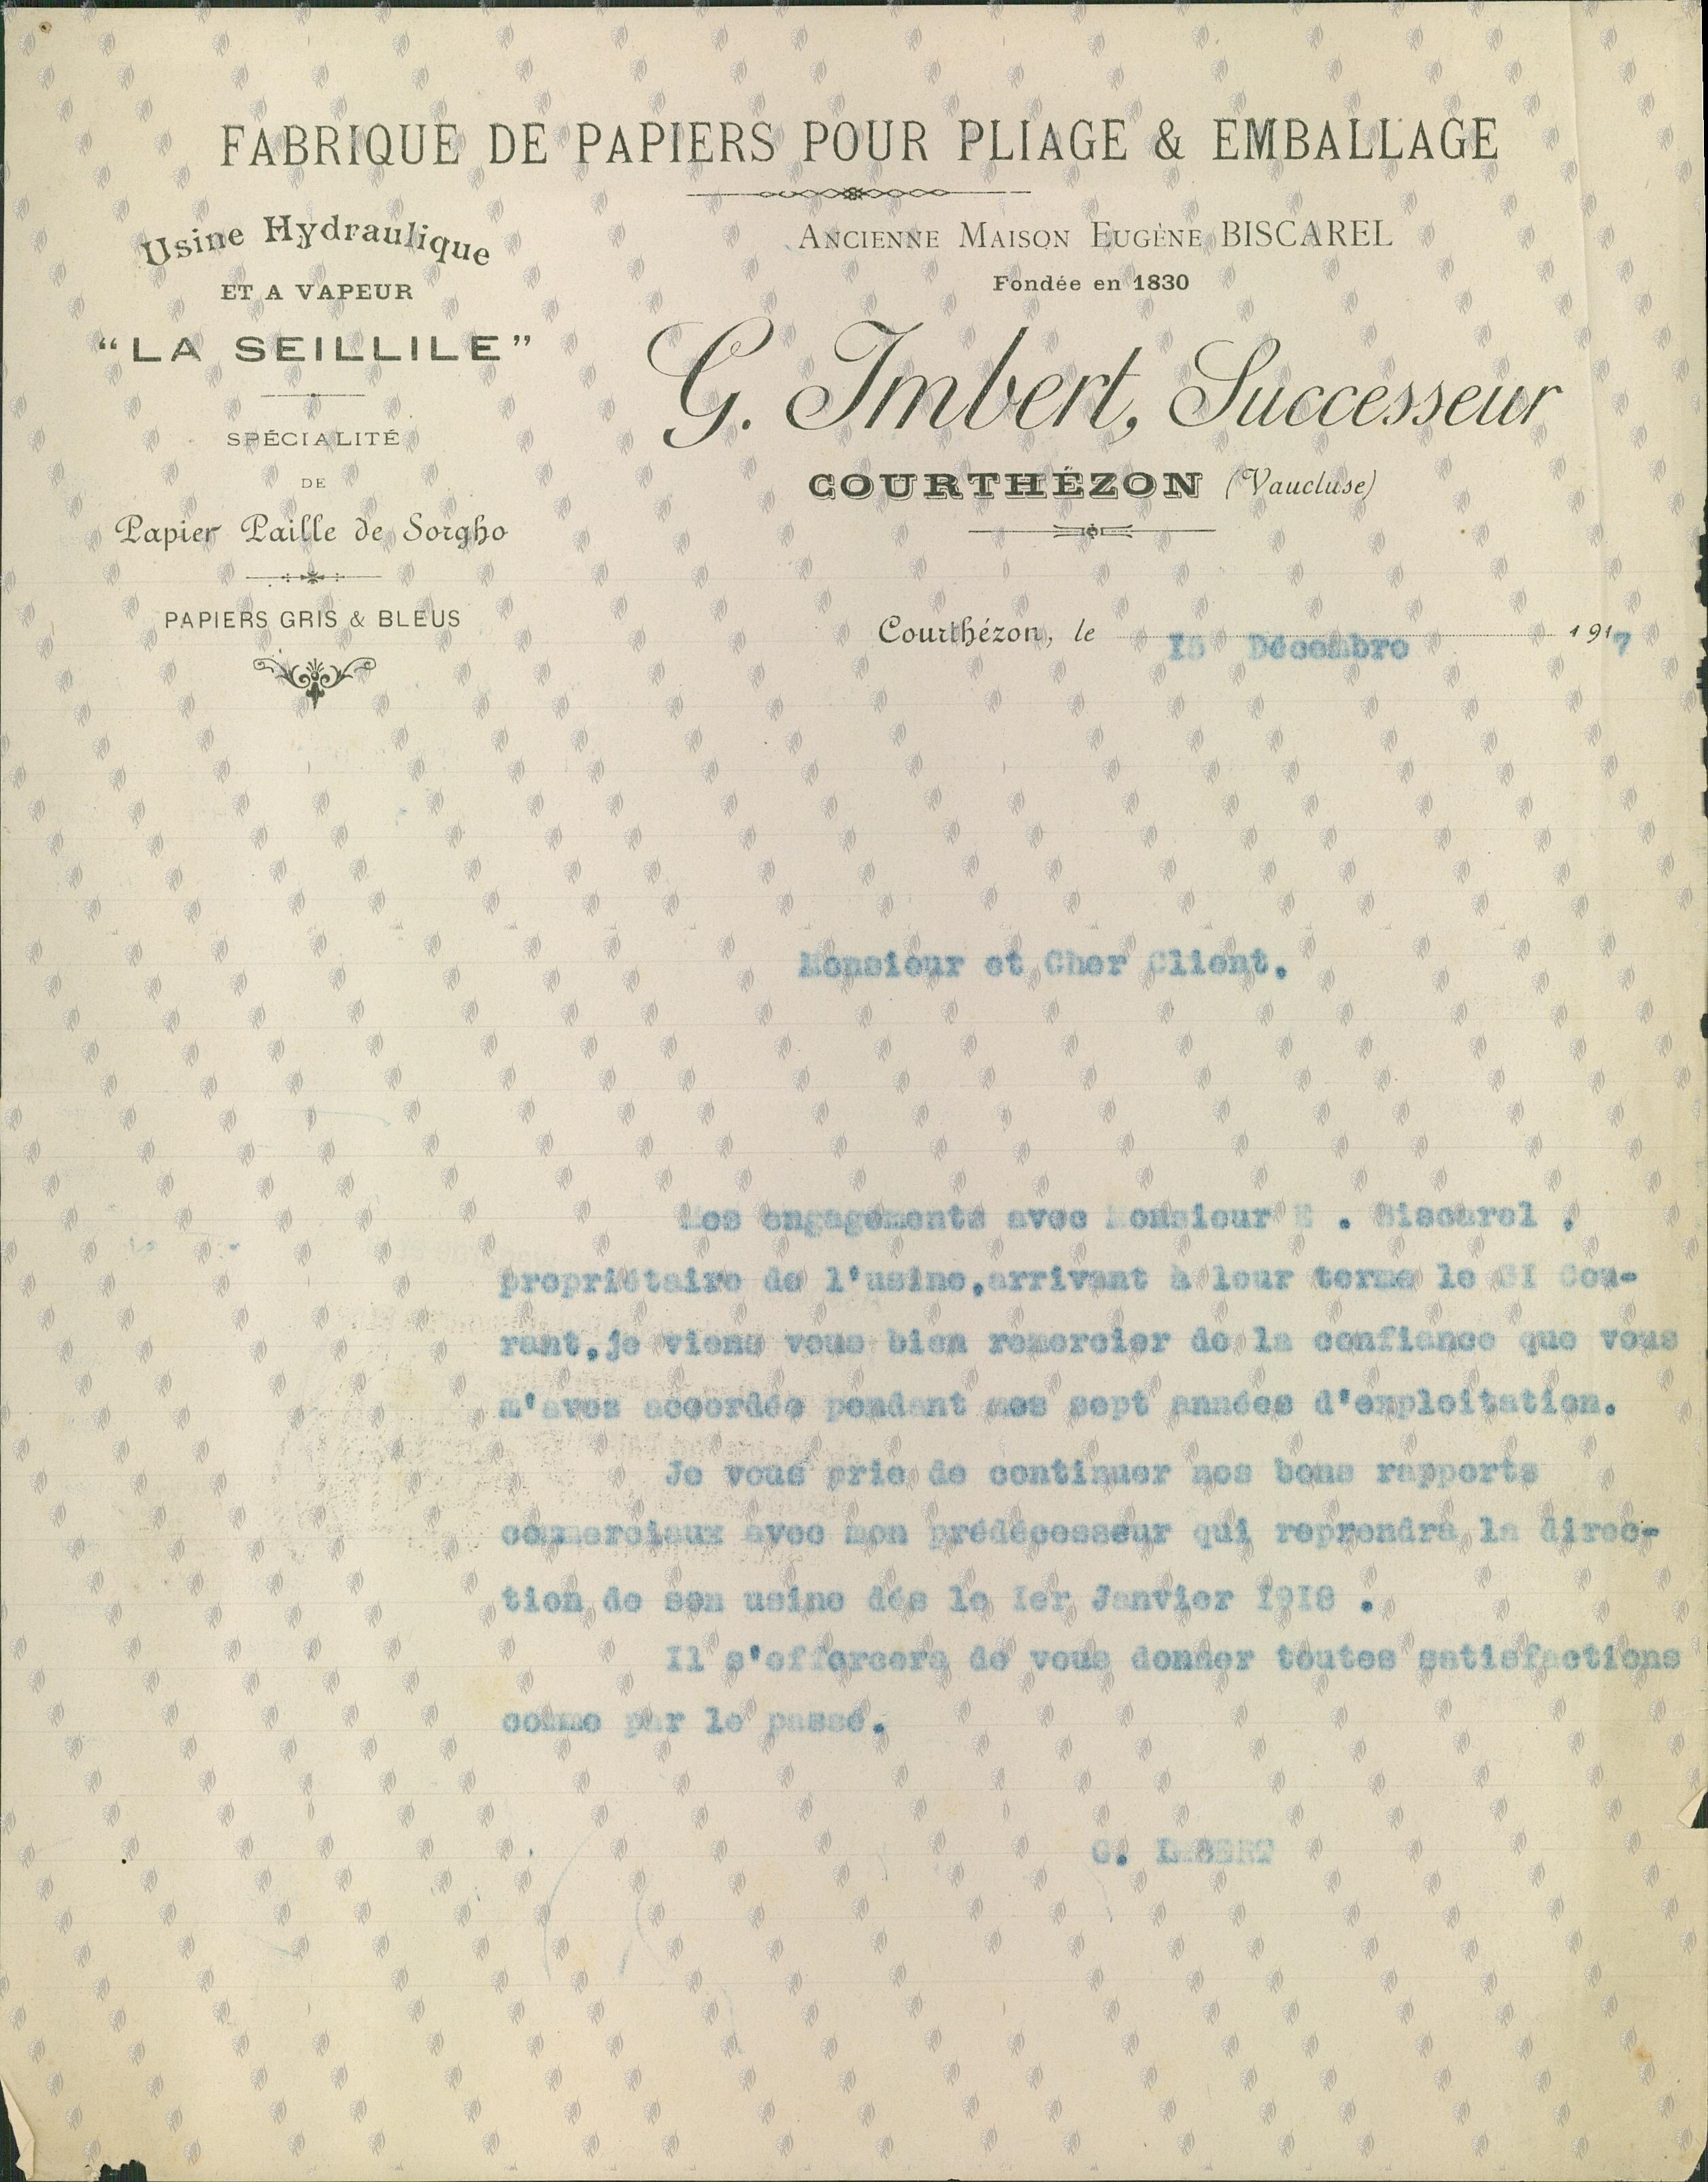 FABRIQUE DE PAPIERS POUR PLIAGE & EMBALLAGE
Usine Hydraulique
ET A VAPEUR
"LA SEILLILE"
SPÉCIALITÉ
DE
Papier Paille de Sorgho
PAPIERS GRIS & BLEUS
ANCIENNE MAISON EUGÈNE BISCAREL
Fondée en 1830
G. Imbert, Successeur
COURTHÉZON (Vaucluse)
Courthézon, le 15 Décembre 1917
Monsieur et Cher Client.
Mes engagements avec Monsieur E . Biscarel ,
propriétaire de l'usine,arrivant à leur terme le 3I Cou-
rant,je viens vous bien remercier de la confiance que vous
m'avez accordée pendant mes sept années d'exploitation.
Je vous prie de continuer nos bons rapports
commerciaux avec mon prédécesseur qui reprendra la direc-
tion de son usine dés le Ier Janvier 1918 .
Il s'efforcera de vous donner toutes satisfactions
comme par le passé.
G. IMBERT